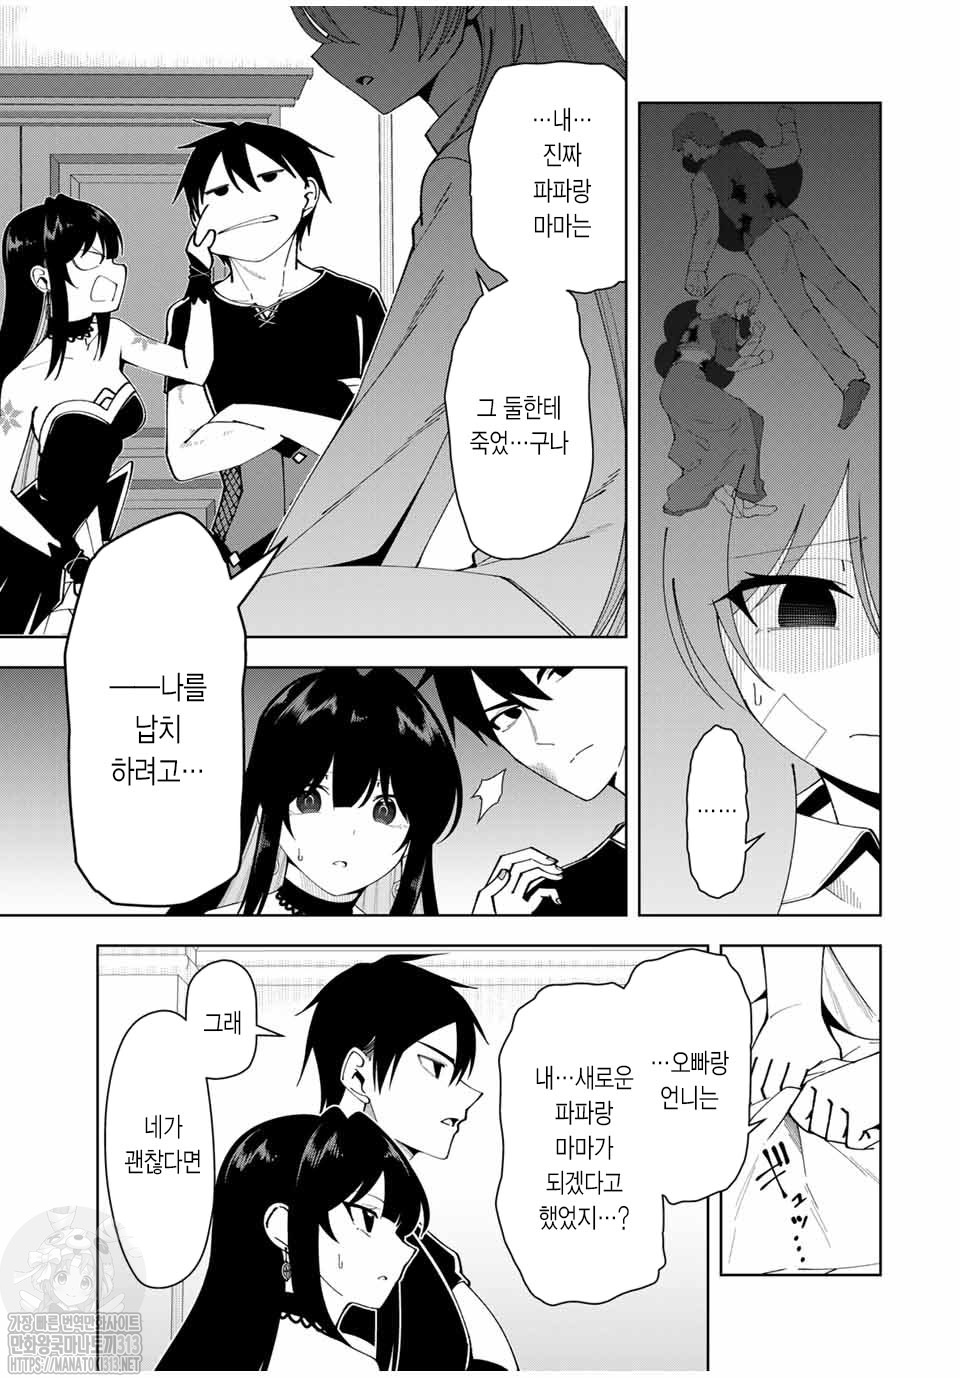 …내…
진짜
파파랑
마마는
그 둘한테
죽었…구나
――나를
납치
하려고…
……
…오빠랑
언니는
내…새로운
파파랑
마마가
되겠다고
했었지…?
ギュッ…
그래
네가
괜찮다면
가장 빠른 번역만화사이트
만화왕국마나토끼313
HTTPS://MANATOKI313.NET